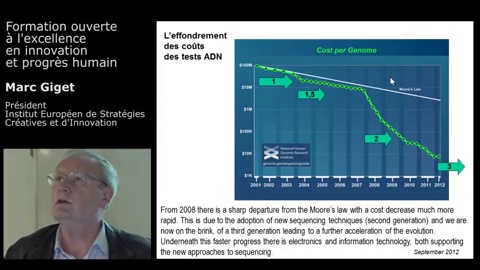 Formation ouverte
à l'excellence
en innovation
et progrès humain
Marc Giget
Président
Institut Européen de Stratégies
Créatives et d'Innovation
L'effondrement
des coûts
des tests ADN
Cost per Genome
$100M
$10M
$1M
$100K
$10K
$1K
Moore's Law
1
1,5
2
3
National Human
Genome Research
Institute
genome.gov/sequencingcosts
2001 2002 2003 2004 2005 2006 2007 2008 2009 2010 2011 2012
From 2008 there is a sharp departure from the Moore's law with a cost decrease much more
rapid. This is due to the adoption of new sequencing techniques (second generation) and we are
now on the brink, of a third generation leading to a further acceleration of the evolution.
Underneath this faster progress there is electronics and information technology, both supporting
the new approaches to sequencing.
September 2012